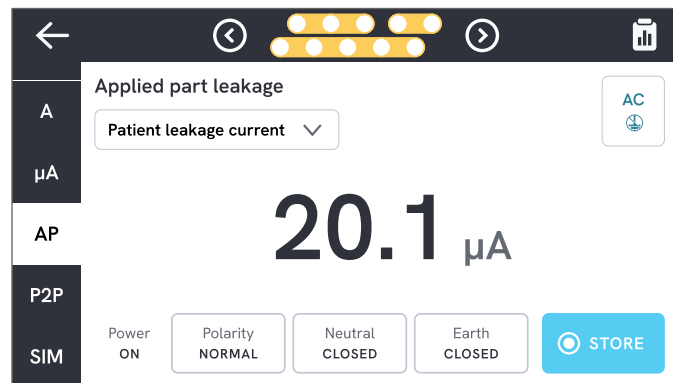 Applied part leakage
AC
A
Patient leakage current
µA
20.1 µA
AP
P2P
Power
ON
Polarity
NORMAL
Neutral
CLOSED
Earth
CLOSED
STORE
SIM